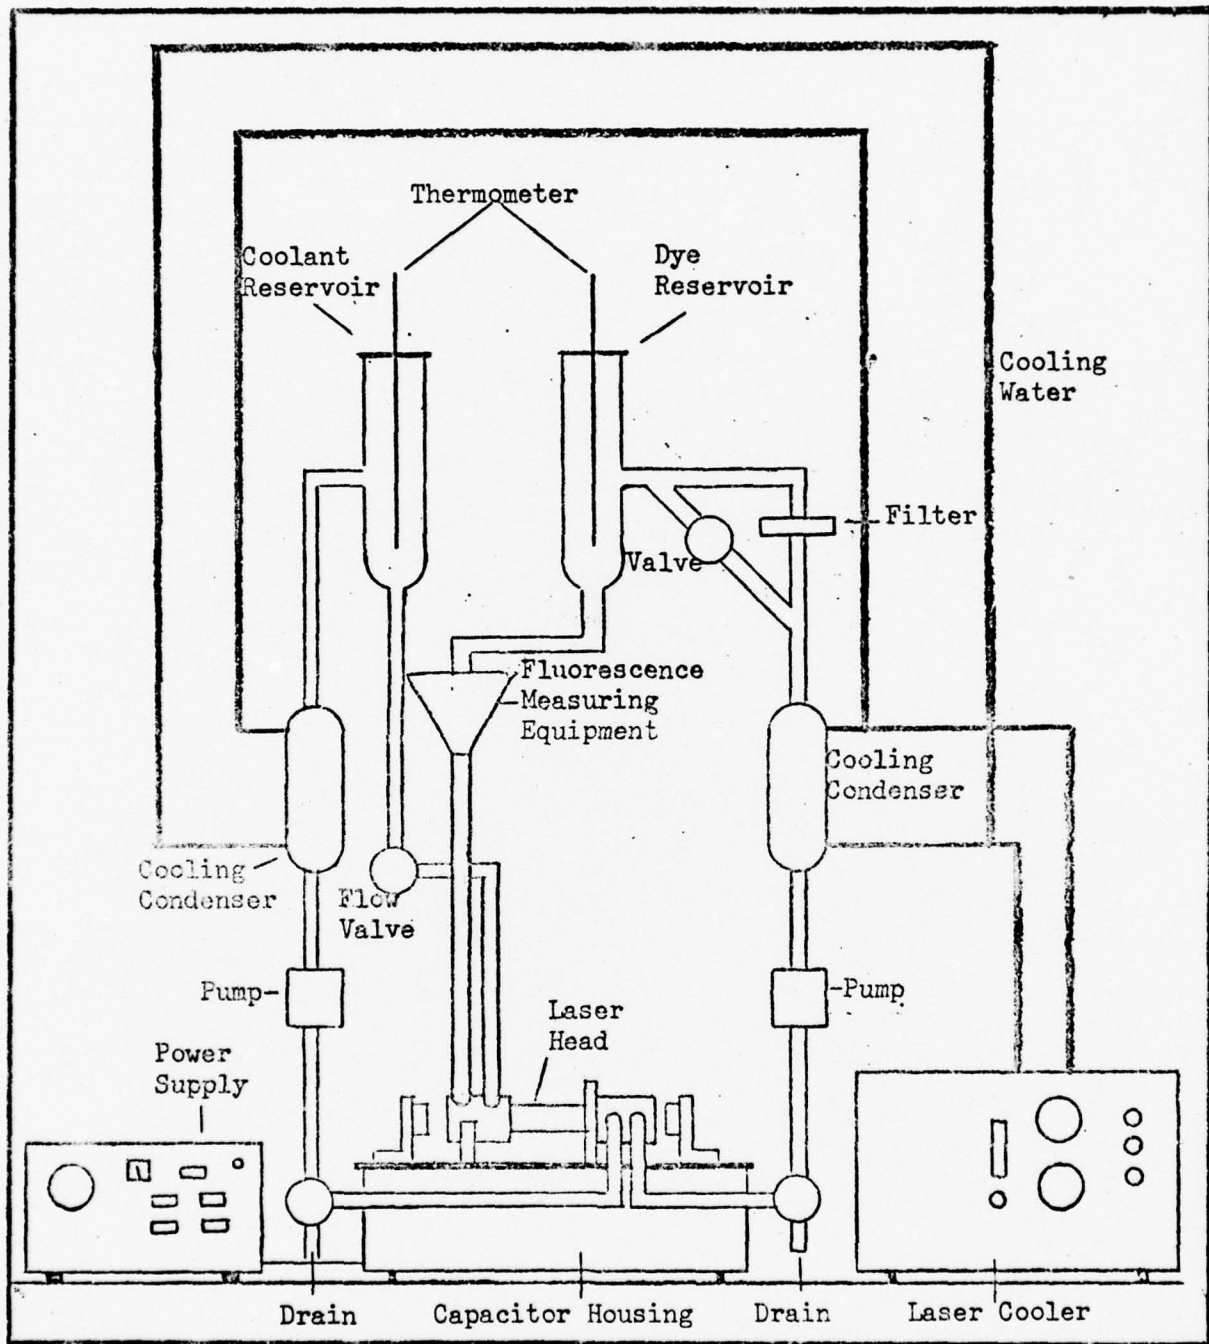 Thermometer
Coolant
Reservoir
Dye
Reservoir
Cooling
Water
Filter
Valve
Fluorescence
Measuring
Equipment
Cooling
Condenser
Cooling
Condenser
Flow
Valve
Pump
Pump
Laser
Head
Power
Supply
Drain
Capacitor Housing
Drain
Laser Cooler